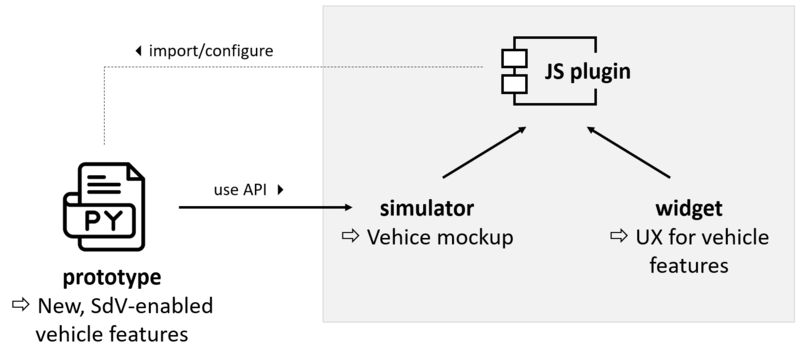 ◂ import/configure
JS plugin
PY
use API ▸
simulator
⇨ Vehice mockup
widget
⇨ UX for vehicle
features
prototype
⇨ New, SdV-enabled
vehicle features